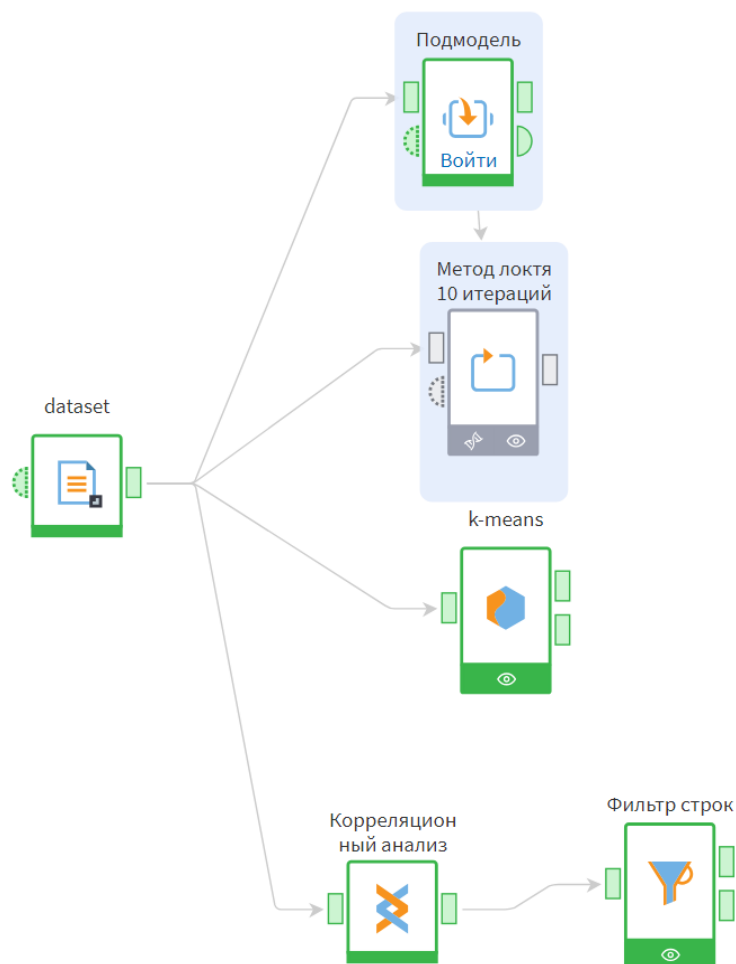 Подмодель
Войти
Метод локтя
10 итераций
dataset
k-means
Корреляцион
ный анализ
Фильтр строк